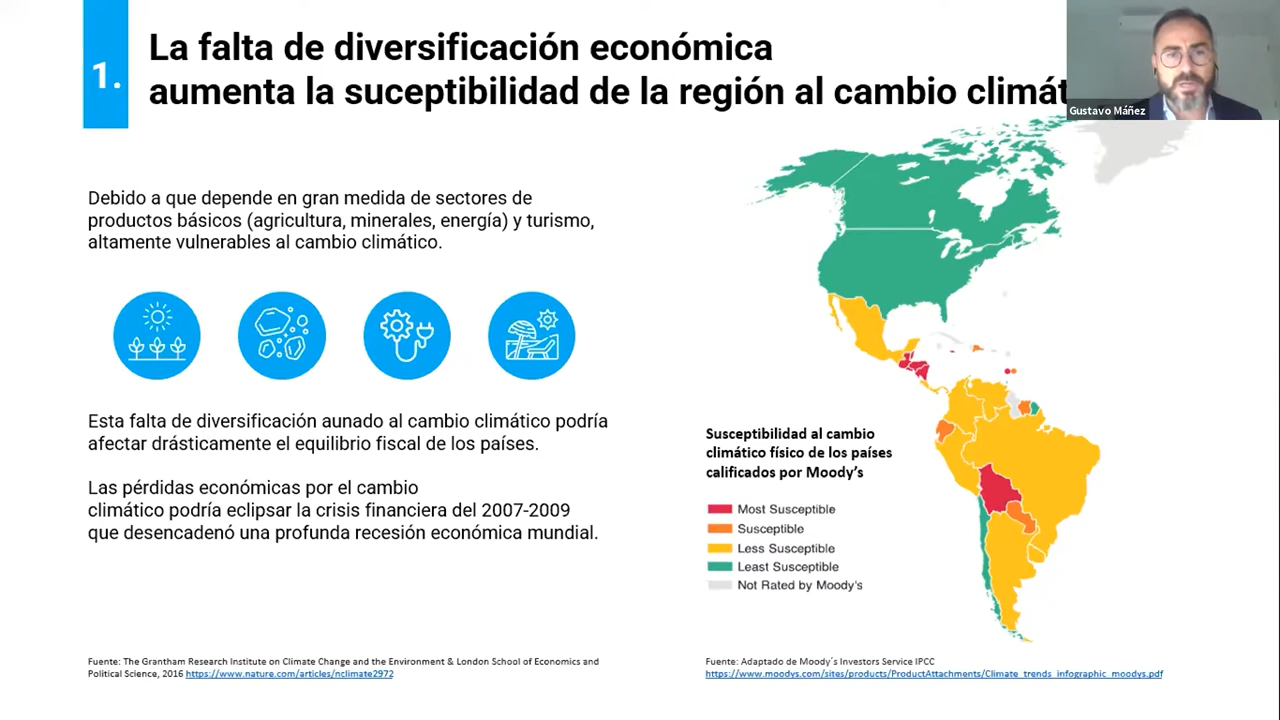 1.
La falta de diversificación económica
aumenta la suceptibilidad de la región al cambio climát
Gustavo Máñez
Debido a que depende en gran medida de sectores de
productos básicos (agricultura, minerales, energía) y turismo,
altamente vulnerables al cambio climático.
Esta falta de diversificación aunado al cambio climático podría
afectar drásticamente el equilibrio fiscal de los países.
Las pérdidas económicas por el cambio
climático podría eclipsar la crisis financiera del 2007-2009
que desencadenó una profunda recesión económica mundial.
Susceptibilidad al cambio
climático físico de los países
calificados por Moody’s
Most Susceptible
Susceptible
Less Susceptible
Least Susceptible
Not Rated by Moody's
Fuente: The Grantham Research Institute on Climate Change and the Environment & London School of Economics and
Political Science, 2016 https://www.nature.com/articles/nclimate2972
Fuente: Adaptado de Moody´s Investors Service IPCC
https://www.moodys.com/sites/products/ProductAttachments/Climate_trends_infographic_moodys.pdf